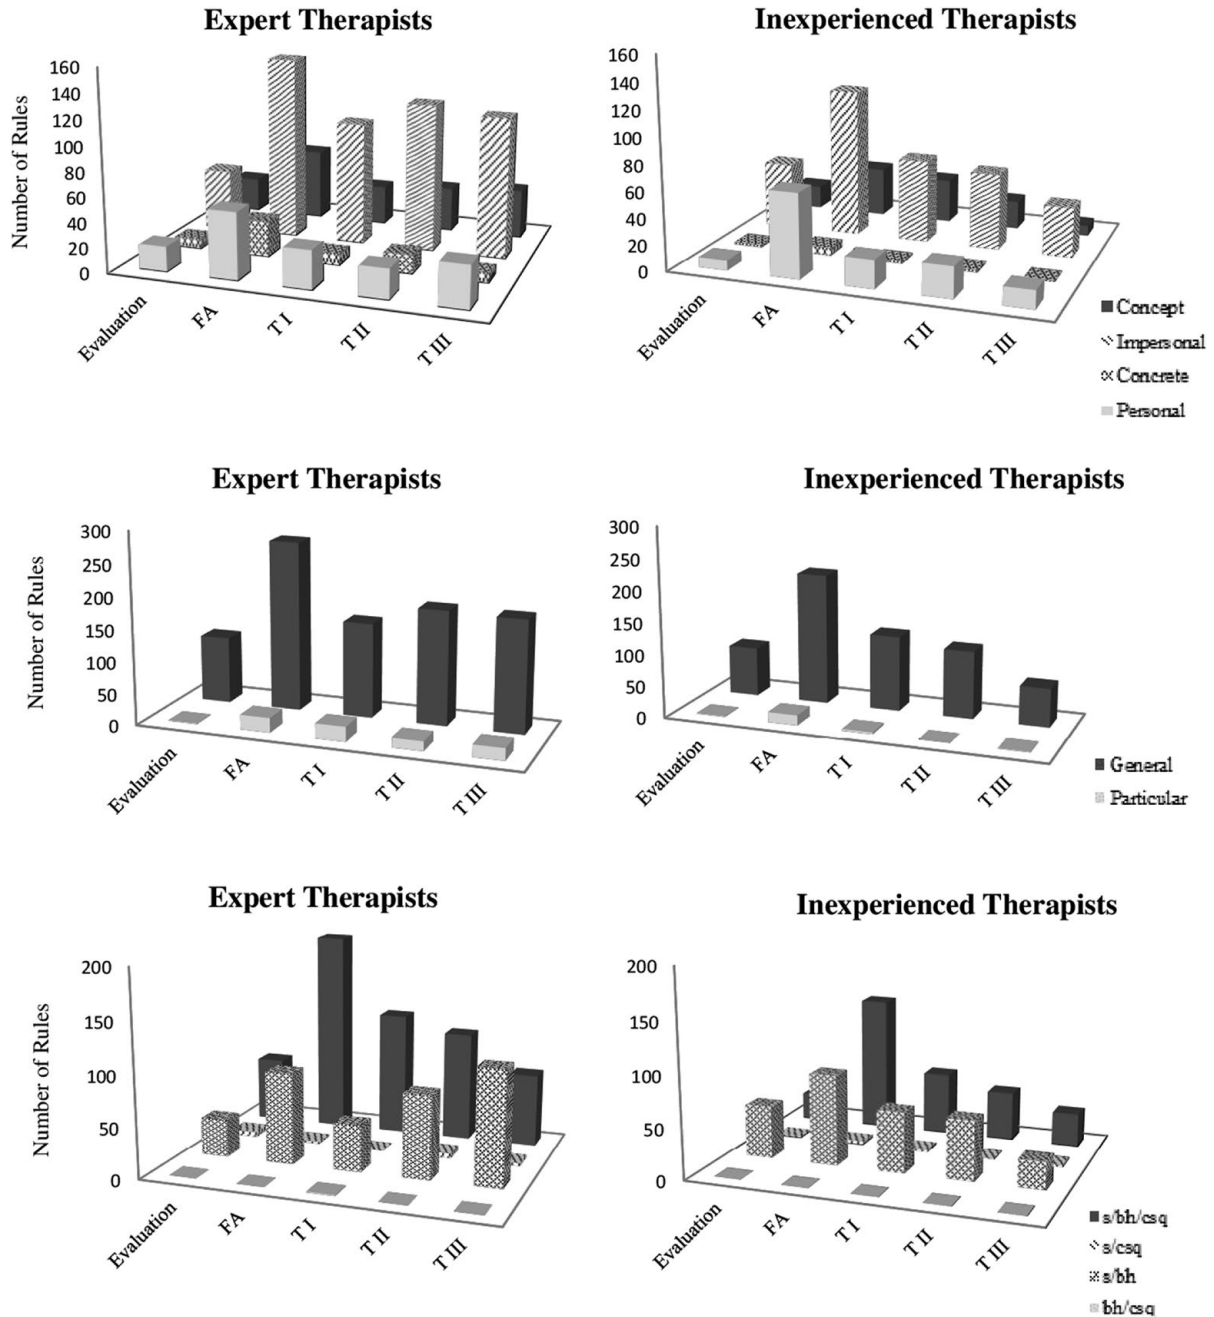 Expert Therapists
Number of Rules
160
140
120
100
80
60
40
20
0
Evaluation
FA
T I
T II
T III
Inexperienced Therapists
160
140
120
100
80
60
40
20
0
Evaluation
FA
T I
T II
T III
Concept
Impersonal
Concrete
Personal
Expert Therapists
Number of Rules
300
250
200
150
100
50
0
Evaluation
FA
T I
T II
T III
Inexperienced Therapists
300
250
200
150
100
50
0
Evaluation
FA
T I
T II
T III
General
Particular
Expert Therapists
Number of Rules
200
150
100
50
0
Evaluation
FA
T I
T II
T III
Inexperienced Therapists
200
150
100
50
0
Evaluation
FA
T I
T II
T III
s/bh/csq
s/csq
s/bh
bh/csq